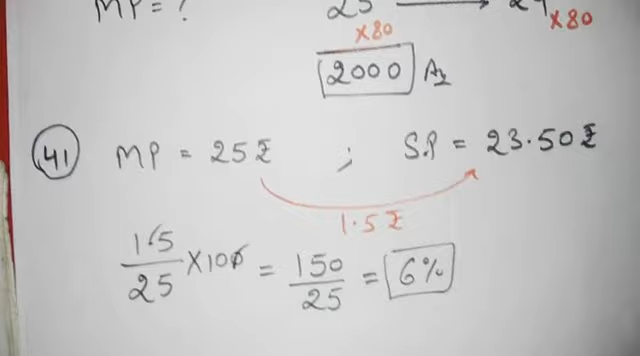 MP = ?
25 → 24
×80 ×80
2000 Az
41 MP = 25₹ ; S.P = 23.50₹
1.5₹
1.5/25 × 100 = 150/25 = 6%